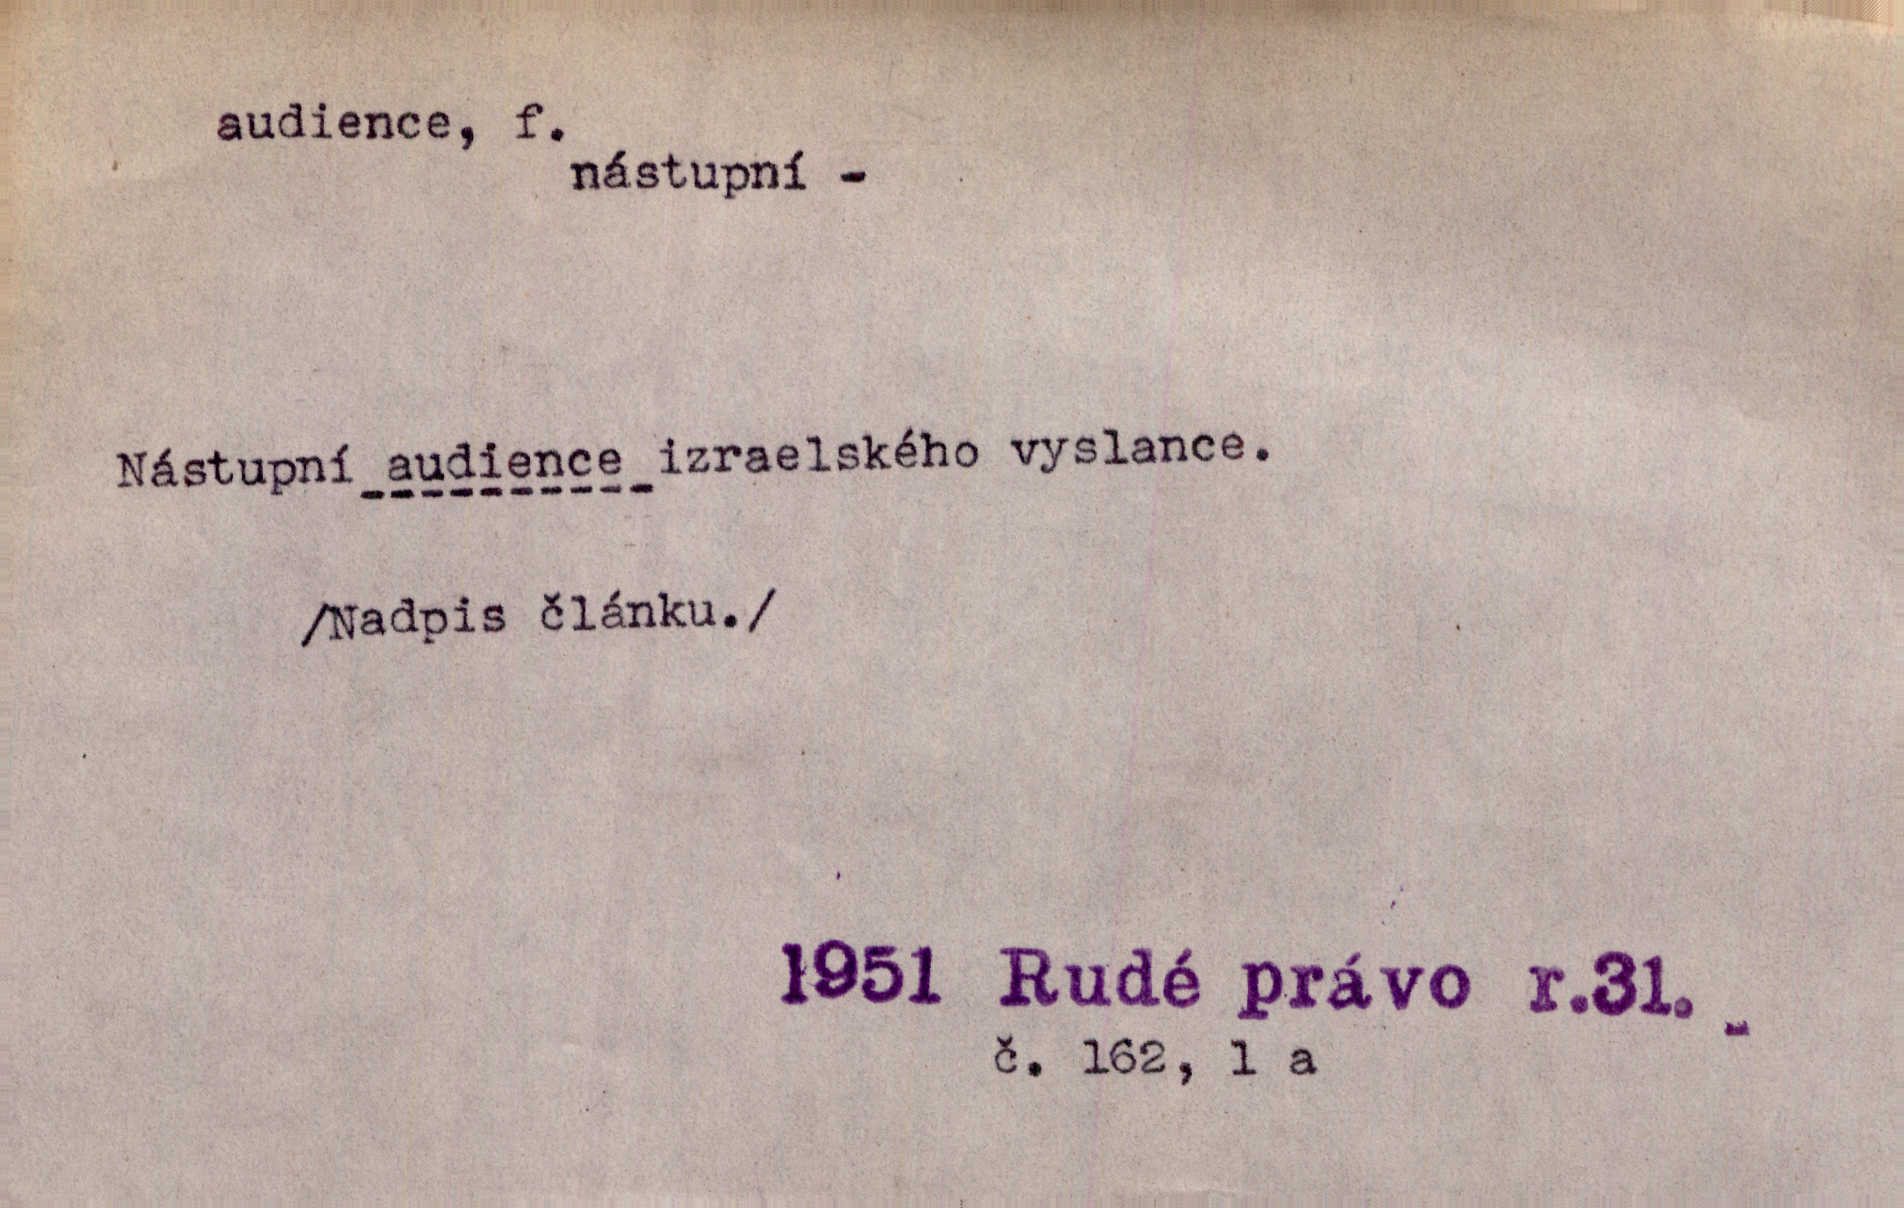 audience, f.
nástupní -
Nástupní audience izraelského vyslance.
/Nadpis článku./
1951 Rudé právo r.31.
č. 162, 1 a